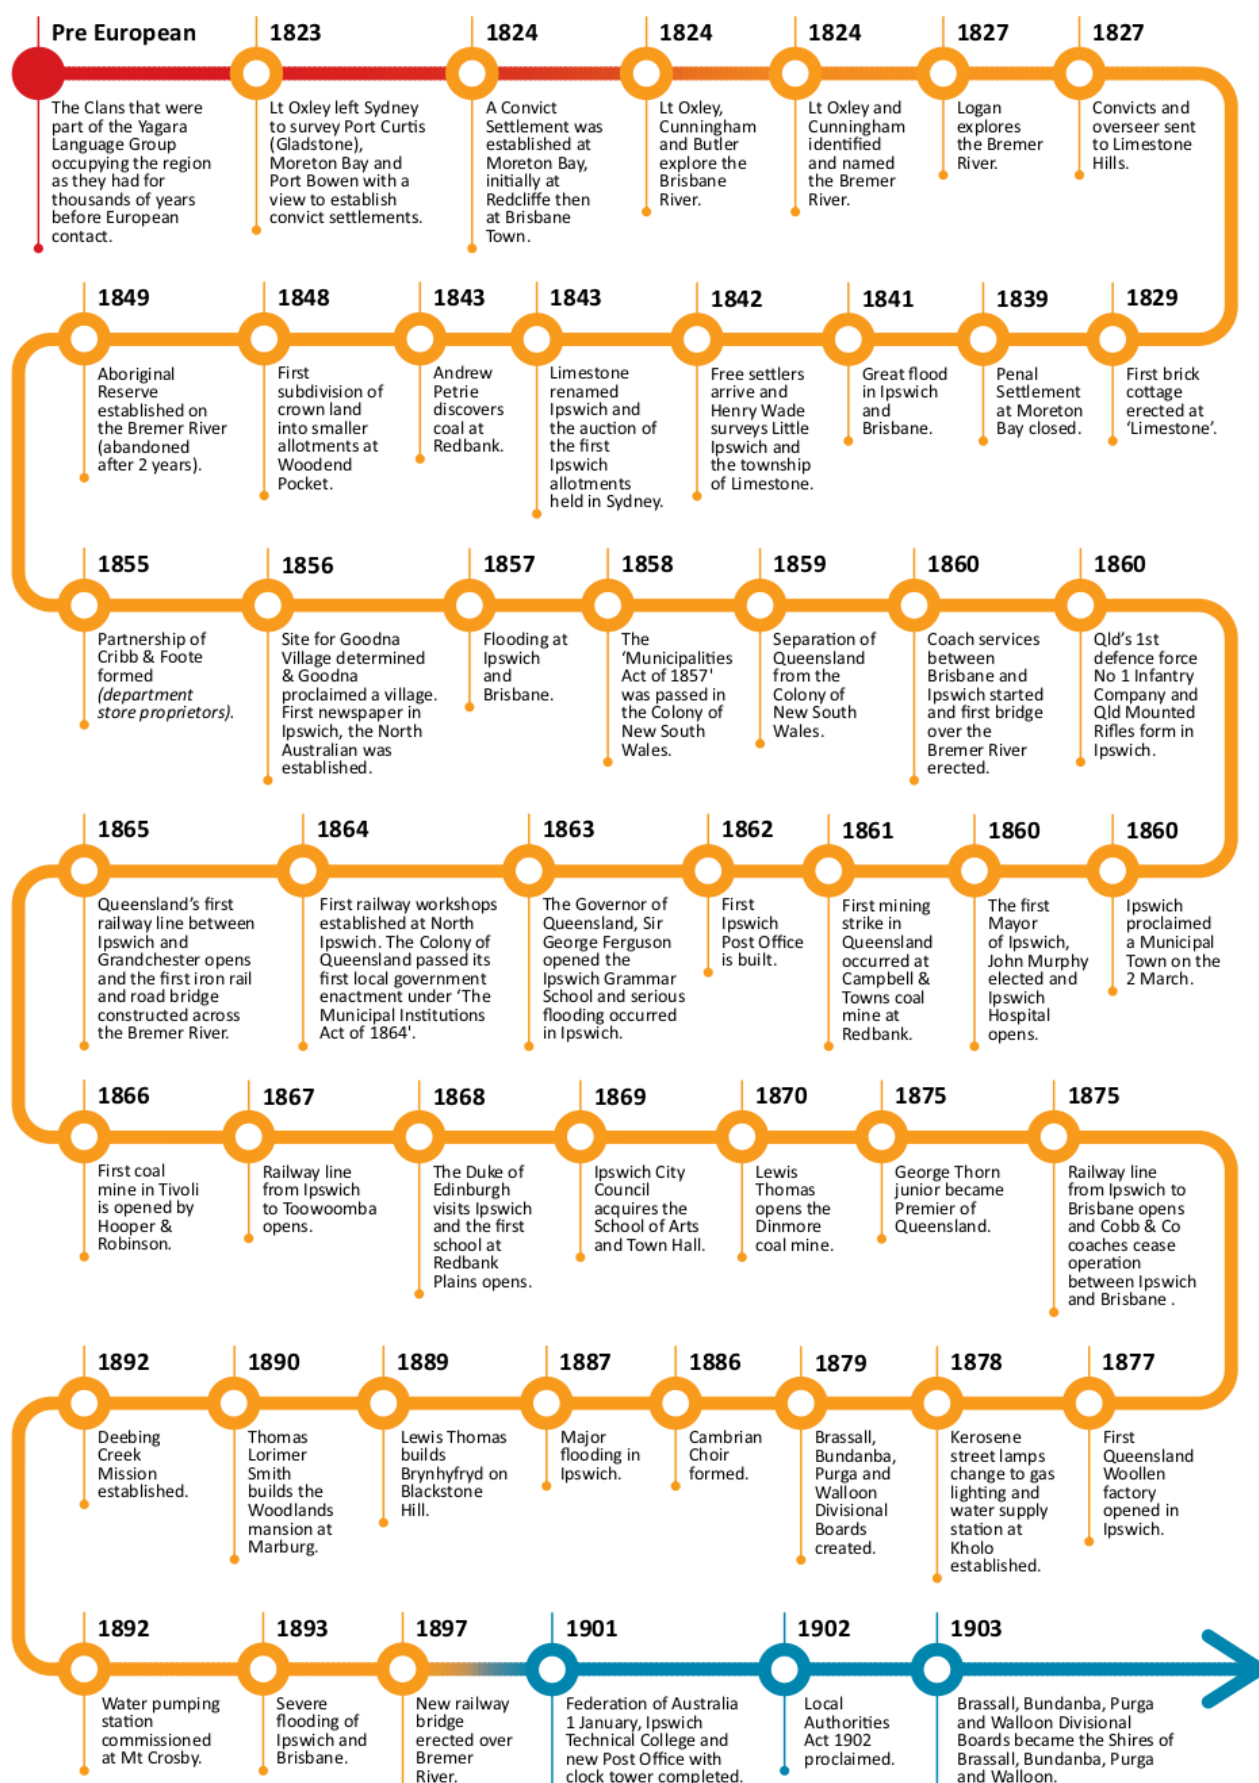 Pre European
The Clans that were
part of the Yagara
Language Group
occupying the region
as they had for
thousands of years
before European
contact.
1823
Lt Oxley left Sydney
to survey Port Curtis
(Gladstone),
Moreton Bay and
Port Bowen with a
view to establish
convict settlements.
1824
A Convict
Settlement was
established at
Moreton Bay,
initially at
Redcliffe then
at Brisbane
Town.
1824
Lt Oxley,
Cunningham
and Butler
explore the
Brisbane
River.
1824
Lt Oxley and
Cunningham
identified
and named
the Bremer
River.
1827
Logan
explores
the Bremer
River.
1827
Convicts and
overseer sent
to Limestone
Hills.
1829
First brick
cottage
erected at
‘Limestone’.
1839
Penal
Settlement
at Moreton
Bay closed.
1841
Great flood
in Ipswich
and
Brisbane.
1842
Free settlers
arrive and
Henry Wade
surveys Little
Ipswich and
the township
of Limestone.
1843
Limestone
renamed
Ipswich and
the auction of
the first
Ipswich
allotments
held in Sydney.
1843
Andrew
Petrie
discovers
coal at
Redbank.
1848
First
subdivision of
crown land
into smaller
allotments at
Woodend
Pocket.
1849
Aboriginal
Reserve
established on
the Bremer River
(abandoned
after 2 years).
1855
Partnership of
Cribb & Foote
formed
(department
store proprietors).
1856
Site for Goodna
Village determined
& Goodna
proclaimed a village.
First newspaper in
Ipswich, the North
Australian was
established.
1857
Flooding at
Ipswich
and
Brisbane.
1858
The
‘Municipalities
Act of 1857'
was passed in
the Colony of
New South
Wales.
1859
Separation of
Queensland
from the
Colony of
New South
Wales.
1860
Coach services
between
Brisbane and
Ipswich started
and first bridge
over the
Bremer River
erected.
1860
Qld’s 1st
defence force
No 1 Infantry
Company and
Qld Mounted
Rifles form in
Ipswich.
1860
Ipswich
proclaimed
a Municipal
Town on the
2 March.
1860
The first
Mayor
of Ipswich,
John Murphy
elected and
Ipswich
Hospital
opens.
1861
First mining
strike in
Queensland
occurred at
Campbell &
Towns coal
mine at
Redbank.
1862
First
Ipswich
Post Office
is built.
1863
The Governor of
Queensland, Sir
George Ferguson
opened the
Ipswich Grammar
School and serious
flooding occurred
in Ipswich.
1864
First railway workshops
established at North
Ipswich. The Colony of
Queensland passed its
first local government
enactment under ‘The
Municipal Institutions
Act of 1864'.
1865
Queensland’s first
railway line between
Ipswich and
Grandchester opens
and the first iron rail
and road bridge
constructed across
the Bremer River.
1866
First coal
mine in Tivoli
is opened by
Hooper &
Robinson.
1867
Railway line
from Ipswich
to Toowoomba
opens.
1868
The Duke of
Edinburgh
visits Ipswich
and the first
school at
Redbank
Plains opens.
1869
Ipswich City
Council
acquires the
School of Arts
and Town Hall.
1870
Lewis
Thomas
opens the
Dinmore
coal mine.
1875
George Thorn
junior became
Premier of
Queensland.
1875
Railway line
from Ipswich to
Brisbane opens
and Cobb & Co
coaches cease
operation
between Ipswich
and Brisbane .
1877
First
Queensland
Woollen
factory
opened in
Ipswich.
1878
Kerosene
street lamps
change to gas
lighting and
water supply
station at
Kholo
established.
1879
Brassall,
Bundanba,
Purga and
Walloon
Divisional
Boards
created.
1886
Cambrian
Choir
formed.
1887
Major
flooding in
Ipswich.
1889
Lewis Thomas
builds
Brynhyfryd on
Blackstone
Hill.
1890
Thomas
Lorimer
Smith
builds the
Woodlands
mansion at
Marburg.
1892
Deebing
Creek
Mission
established.
1892
Water pumping
station
commissioned
at Mt Crosby.
1893
Severe
flooding of
Ipswich and
Brisbane.
1897
New railway
bridge
erected over
Bremer
River.
1901
Federation of Australia
1 January, Ipswich
Technical College and
new Post Office with
clock tower completed.
1902
Local
Authorities
Act 1902
proclaimed.
1903
Brassall, Bundanba, Purga
and Walloon Divisional
Boards became the Shires of
Brassall, Bundanba, Purga
and Walloon.